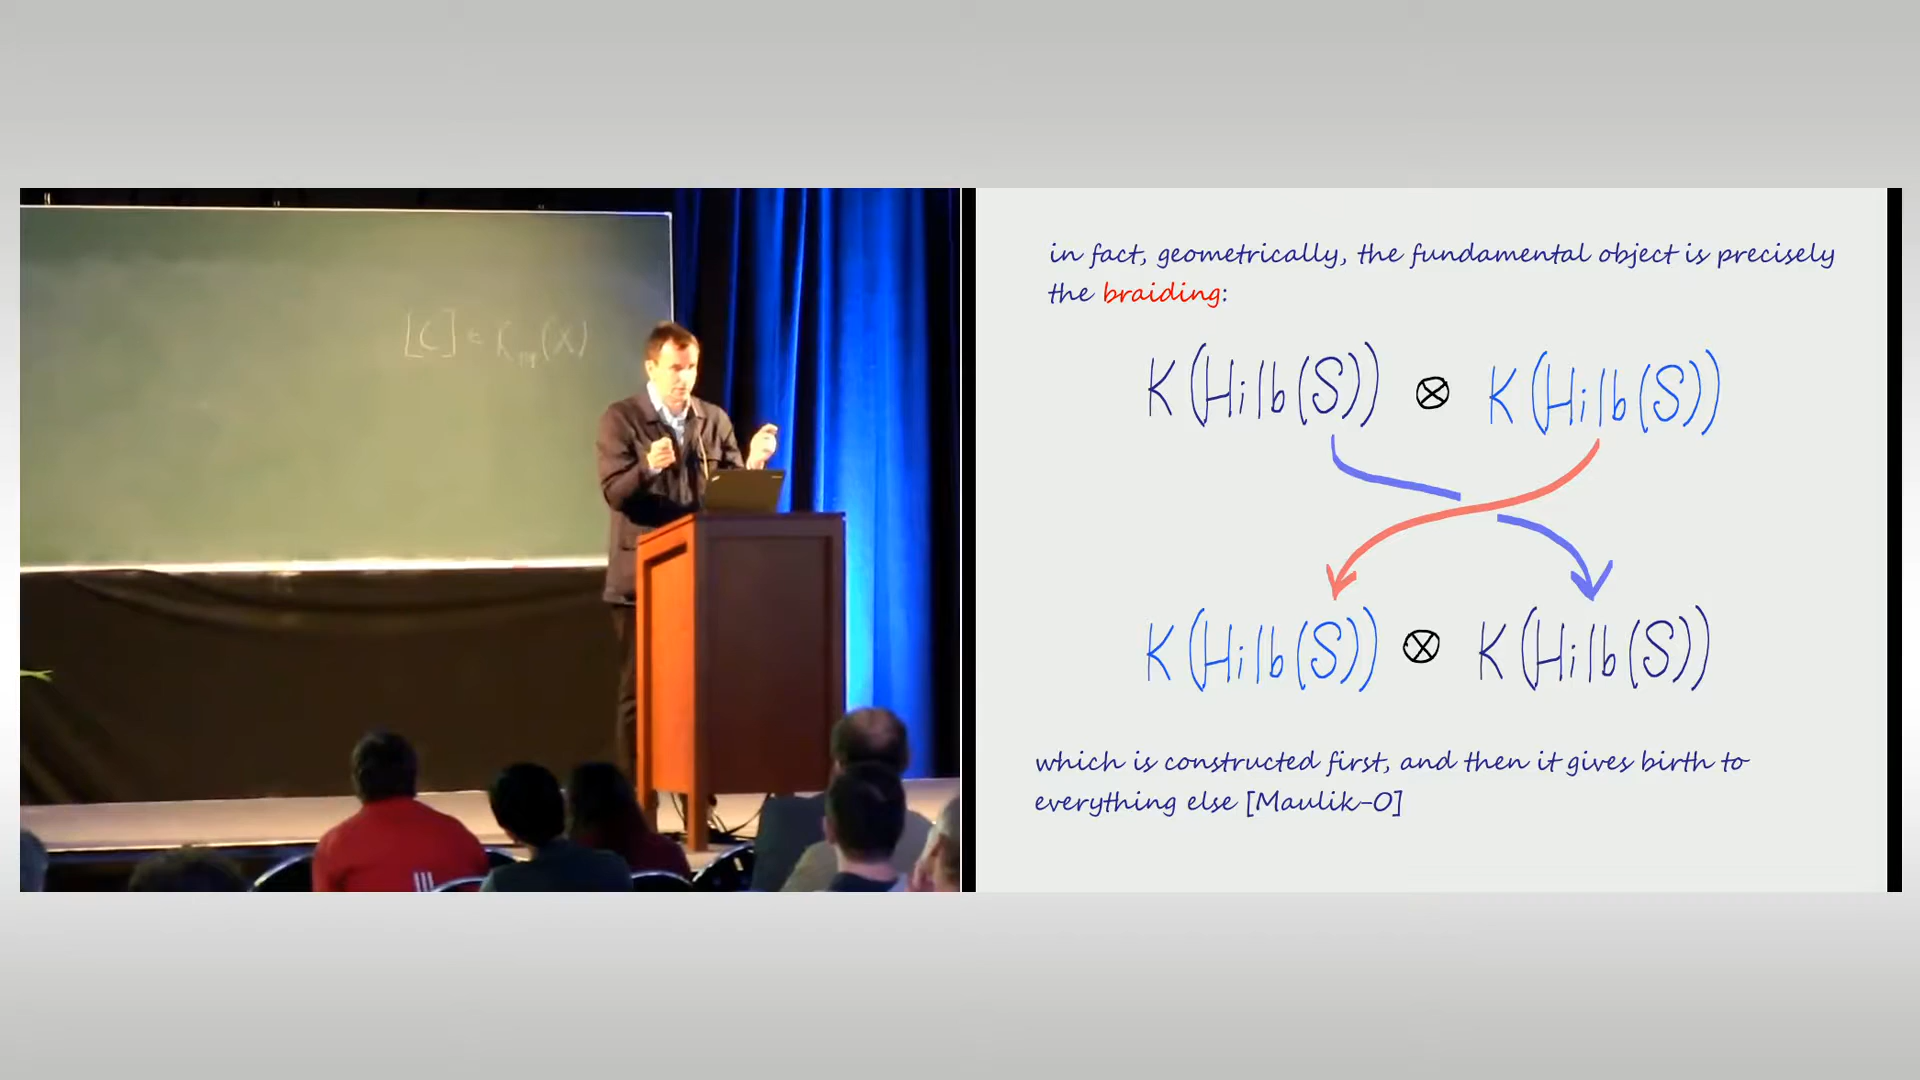 [C] ∈ K
(X)
in fact, geometrically, the fundamental object is precisely
the braiding:
K(Hilb(S)) ⊗ K(Hilb(S))
K(Hilb(S)) ⊗ K(Hilb(S))
which is constructed first, and then it gives birth to
everything else [Maulik-O]